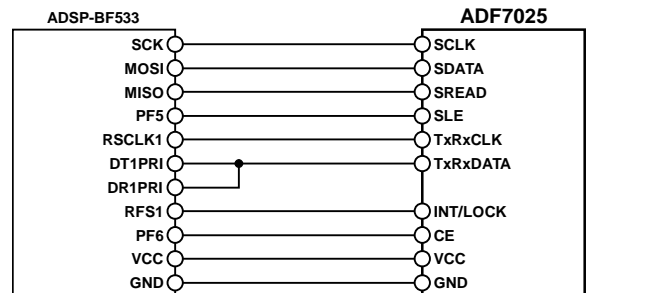 ADSP-BF533 ADF7025
SCK SCLK
MOSI SDATA
MISO SREAD
PF5 SLE
RSCLK1 TxRxCLK
DT1PRI TxRxDATA
DR1PRI
RFS1 INT/LOCK
PF6 CE
VCC VCC
GND GND